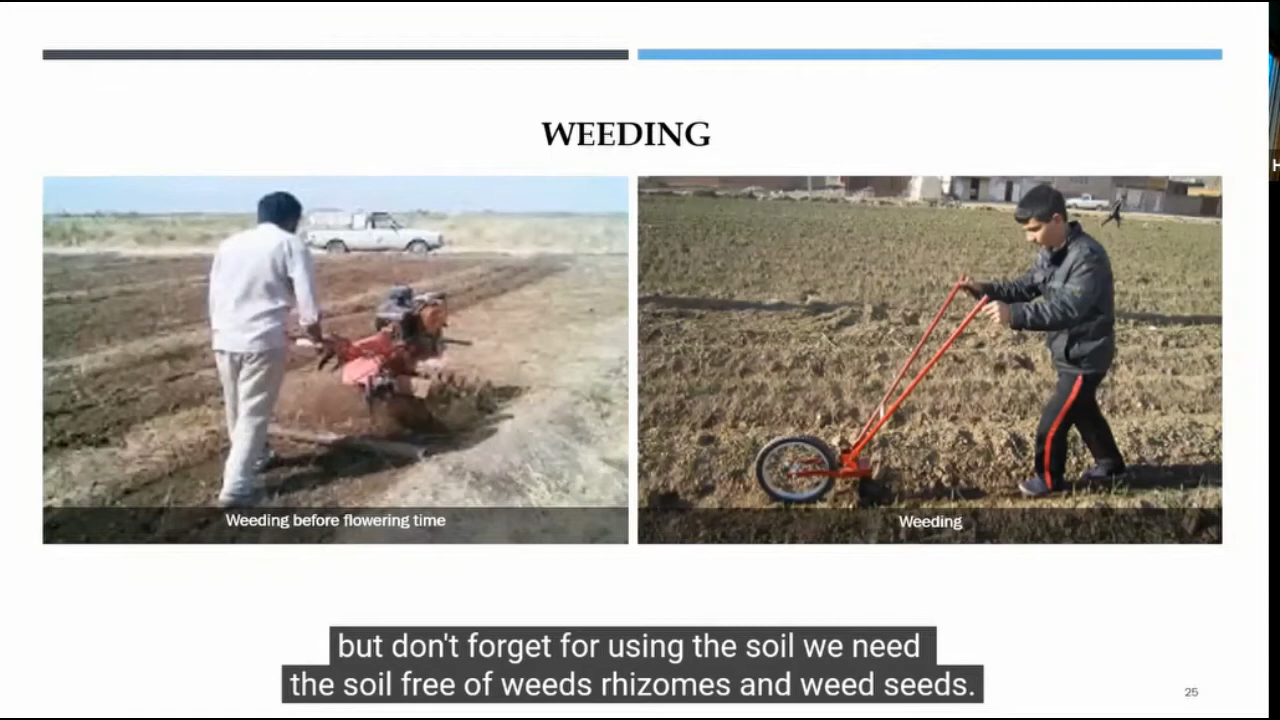 WEEDING
Weeding before flowering time
Weeding
but don't forget for using the soil we need
the soil free of weeds rhizomes and weed seeds.
25
H